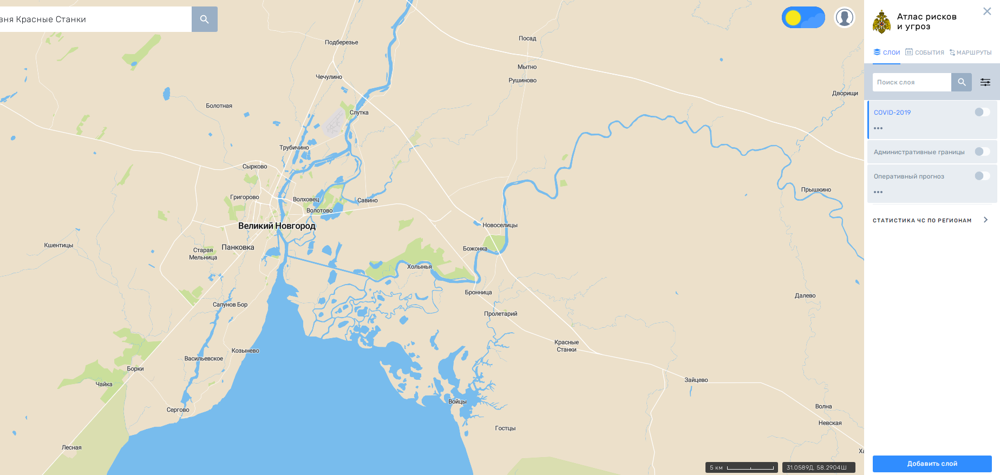 вня Красные Станки
Атлас рисков
и угроз
СЛОИ
СОБЫТИЯ
МАРШРУТЫ
Поиск слоя
COVID-2019
Административные границы
Оперативный прогноз
СТАТИСТИКА ЧС ПО РЕГИОНАМ
Добавить слой
Подберезье
Посад
Мытно
Чечулино
Рушиново
Дворищи
Болотная
Слутка
Трубичино
Сырково
Прышкино
Григорово
Волховец
Савино
Волотово
Великий Новгород
Новоселицы
Кшентицы
Панковка
Старая
Мельница
Божонка
Холынья
Бронница
Далево
Сапунов Бор
Пролетарий
Красные
Станки
Козынево
Васильевское
Борки
Зайцево
Чайка
Войцы
Волна
Сергово
Невская
Гостцы
Лесная
Ха
5 км
31.0589Д, 58.2904Ш